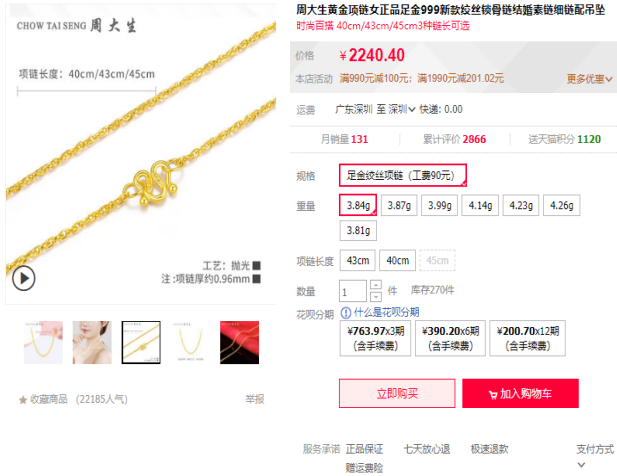 CHOW TAI SENG 周大生
项链长度：40cm/43cm/45cm
工艺：抛光
注:项链厚约0.96mm
收藏商品 （22185人气）
举报
周大生黄金项链女正品足金999新款绞丝锁骨链结婚素链细链配吊坠
时尚百搭 40cm/43cm/45cm3种链长可选
价格
¥2240.40
本店活动
满990元减100元；满1990元减201.02元
更多优惠
运费
广东深圳 至 深圳 快递: 0.00
月销量 131
累计评价 2866
送天猫积分 1120
规格
足金绞丝项链（工费90元）
重量
3.84g 3.87g 3.99g 4.14g 4.23g 4.26g
3.81g
项链长度
43cm 40cm 45cm
数量
1
件
库存270件
花呗分期
什么是花呗分期
¥763.97x3期 ¥390.20x6期 ¥200.70x12期
（含手续费） （含手续费） （含手续费）
立即购买
加入购物车
服务承诺 正品保证 七天放心退 极速退款
支付方式
赠运费险